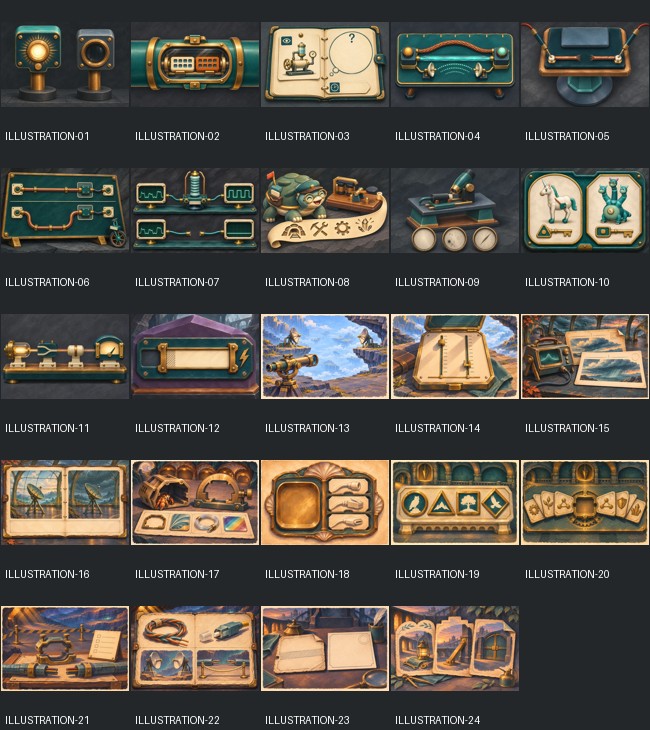 ?
ILLUSTRATION-01
ILLUSTRATION-02
ILLUSTRATION-03
ILLUSTRATION-04
ILLUSTRATION-05
ILLUSTRATION-06
ILLUSTRATION-07
ILLUSTRATION-08
ILLUSTRATION-09
ILLUSTRATION-10
ILLUSTRATION-11
ILLUSTRATION-12
ILLUSTRATION-13
ILLUSTRATION-14
ILLUSTRATION-15
ILLUSTRATION-16
ILLUSTRATION-17
ILLUSTRATION-18
ILLUSTRATION-19
ILLUSTRATION-20
ILLUSTRATION-21
ILLUSTRATION-22
ILLUSTRATION-23
ILLUSTRATION-24